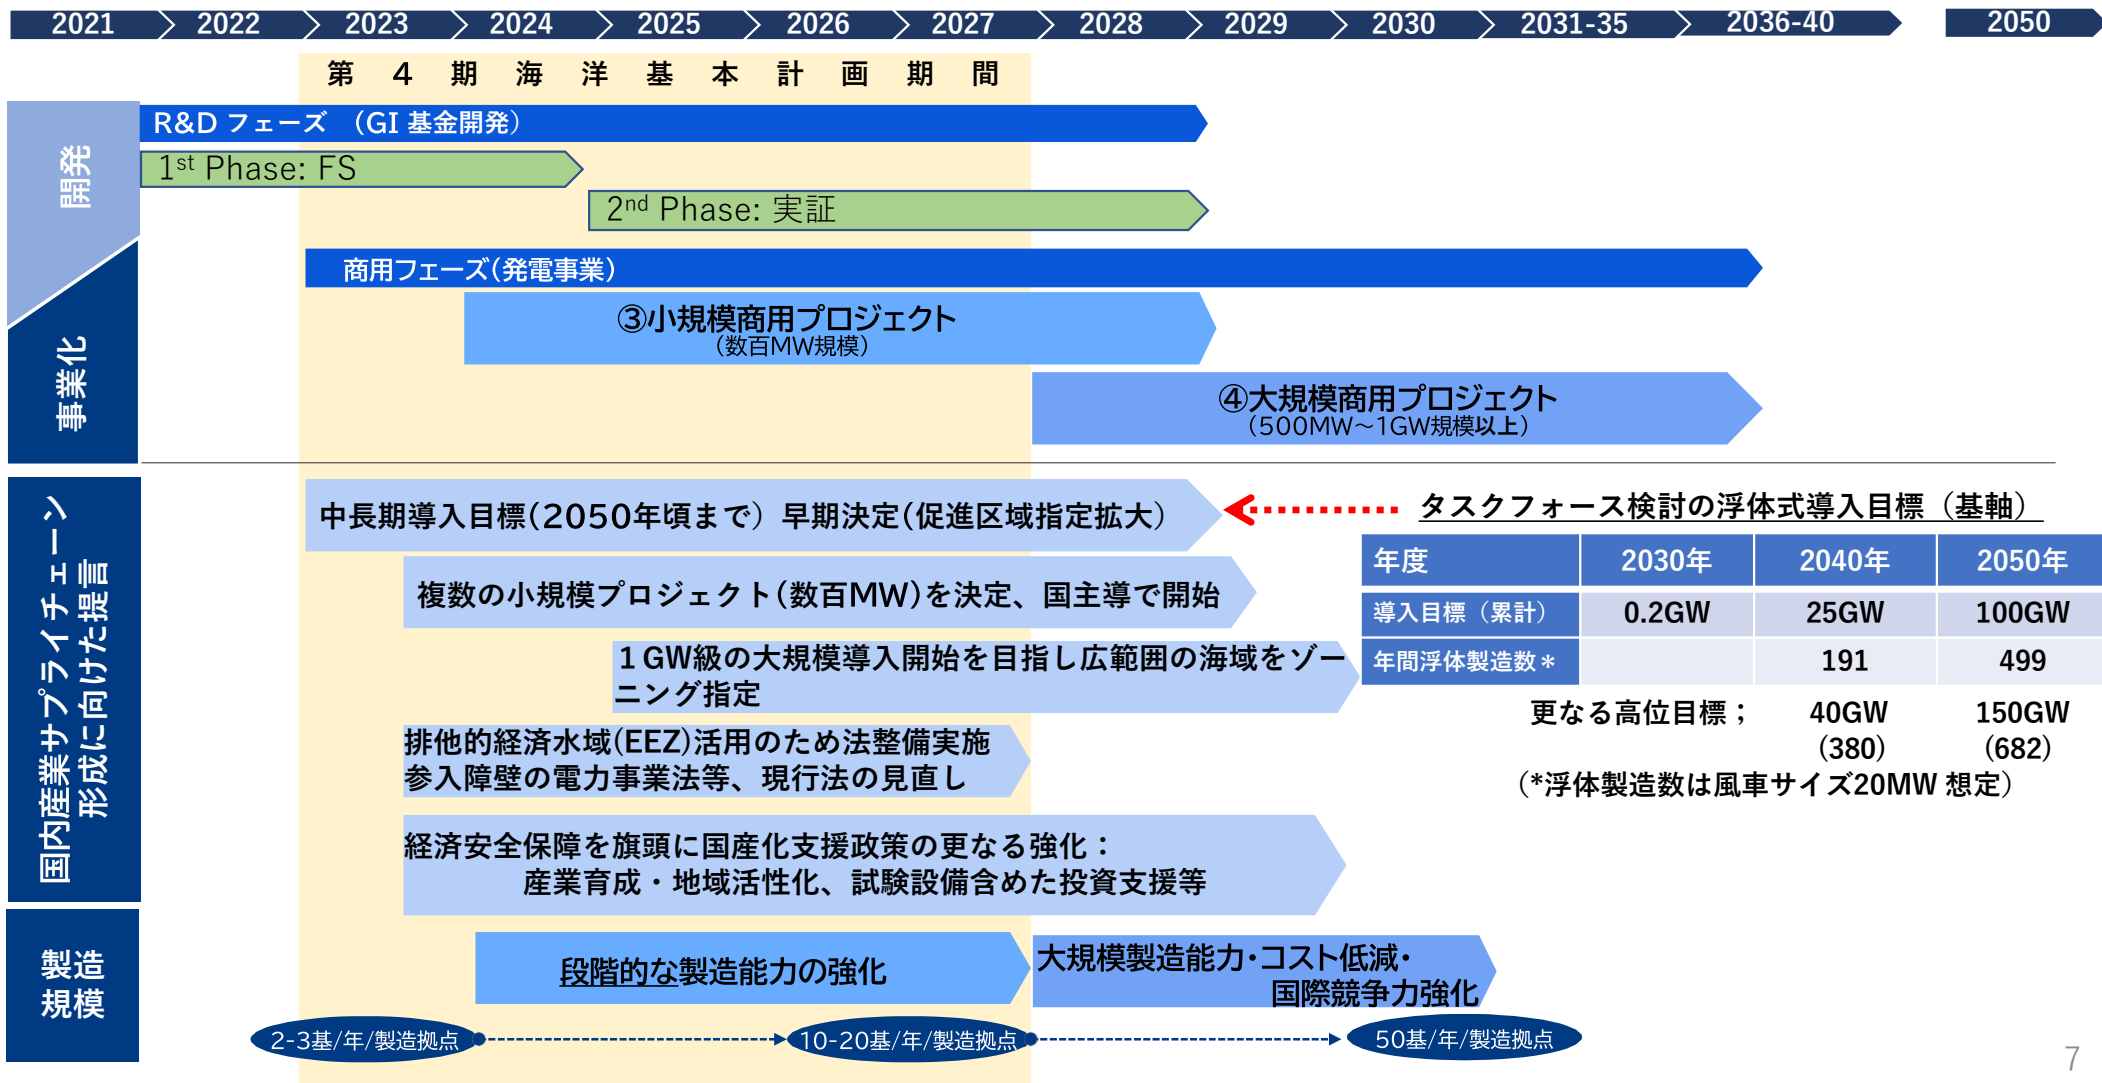 2021 2022 2023 2024 2025 2026 2027 2028 2029 2030 2031-35 2036-40 2050
第４期海洋基本計画期間
開発
R&D フェーズ （GI 基金開発）
1st Phase: FS
2nd Phase: 実証
事業化
商用フェーズ(発電事業)
③小規模商用プロジェクト
（数百MW規模）
④大規模商用プロジェクト
（500MW～1GW規模以上）
国内産業サプライチェーン
形成に向けた提言
中長期導入目標(2050年頃まで）早期決定(促進区域指定拡大）
複数の小規模プロジェクト(数百MW)を決定、国主導で開始
１GW級の大規模導入開始を目指し広範囲の海域をゾー
ニング指定
排他的経済水域(EEZ)活用のため法整備実施
参入障壁の電力事業法等、現行法の見直し
経済安全保障を旗頭に国産化支援政策の更なる強化：
産業育成・地域活性化、試験設備含めた投資支援等
タスクフォース検討の浮体式導入目標（基軸）
年度 2030年 2040年 2050年
導入目標（累計） 0.2GW 25GW 100GW
年間浮体製造数＊ 191 499
更なる高位目標； 40GW 150GW
(380) (682)
（*浮体製造数は風車サイズ20MW 想定）
製造
規模
段階的な製造能力の強化
大規模製造能力・コスト低減・
国際競争力強化
2-3基/年/製造拠点 10-20基/年/製造拠点 50基/年/製造拠点
7